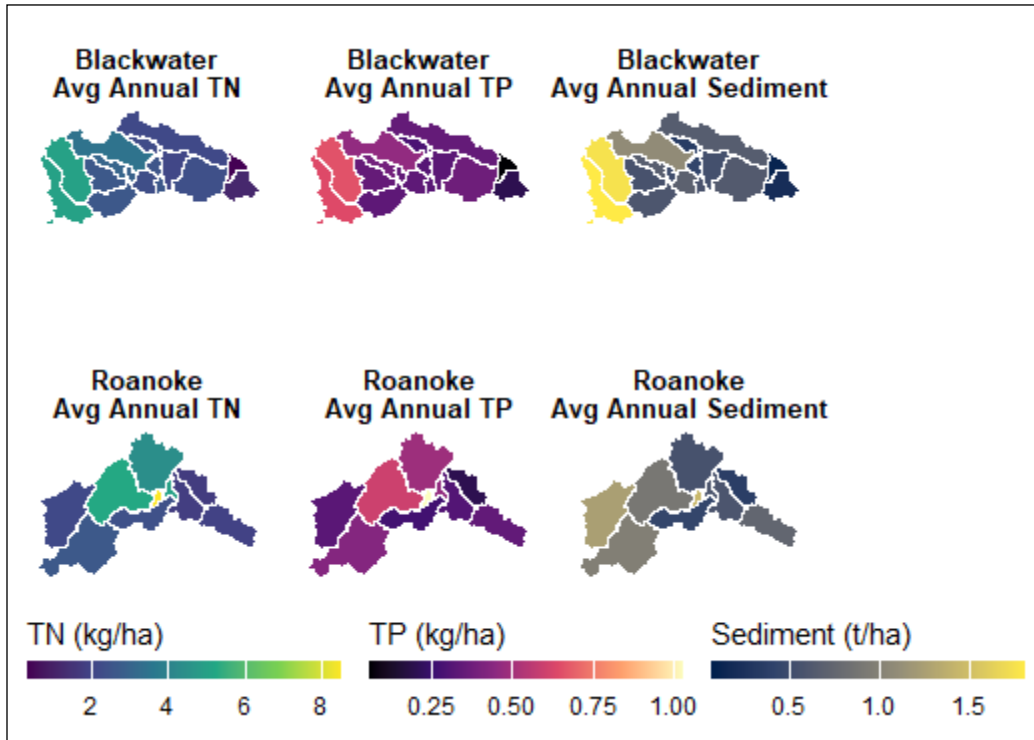 Blackwater
Avg Annual TN
Blackwater
Avg Annual TP
Blackwater
Avg Annual Sediment
Roanoke
Avg Annual TN
Roanoke
Avg Annual TP
Roanoke
Avg Annual Sediment
TN (kg/ha)
2 4 6 8
TP (kg/ha)
0.25 0.50 0.75 1.00
Sediment (t/ha)
0.5 1.0 1.5